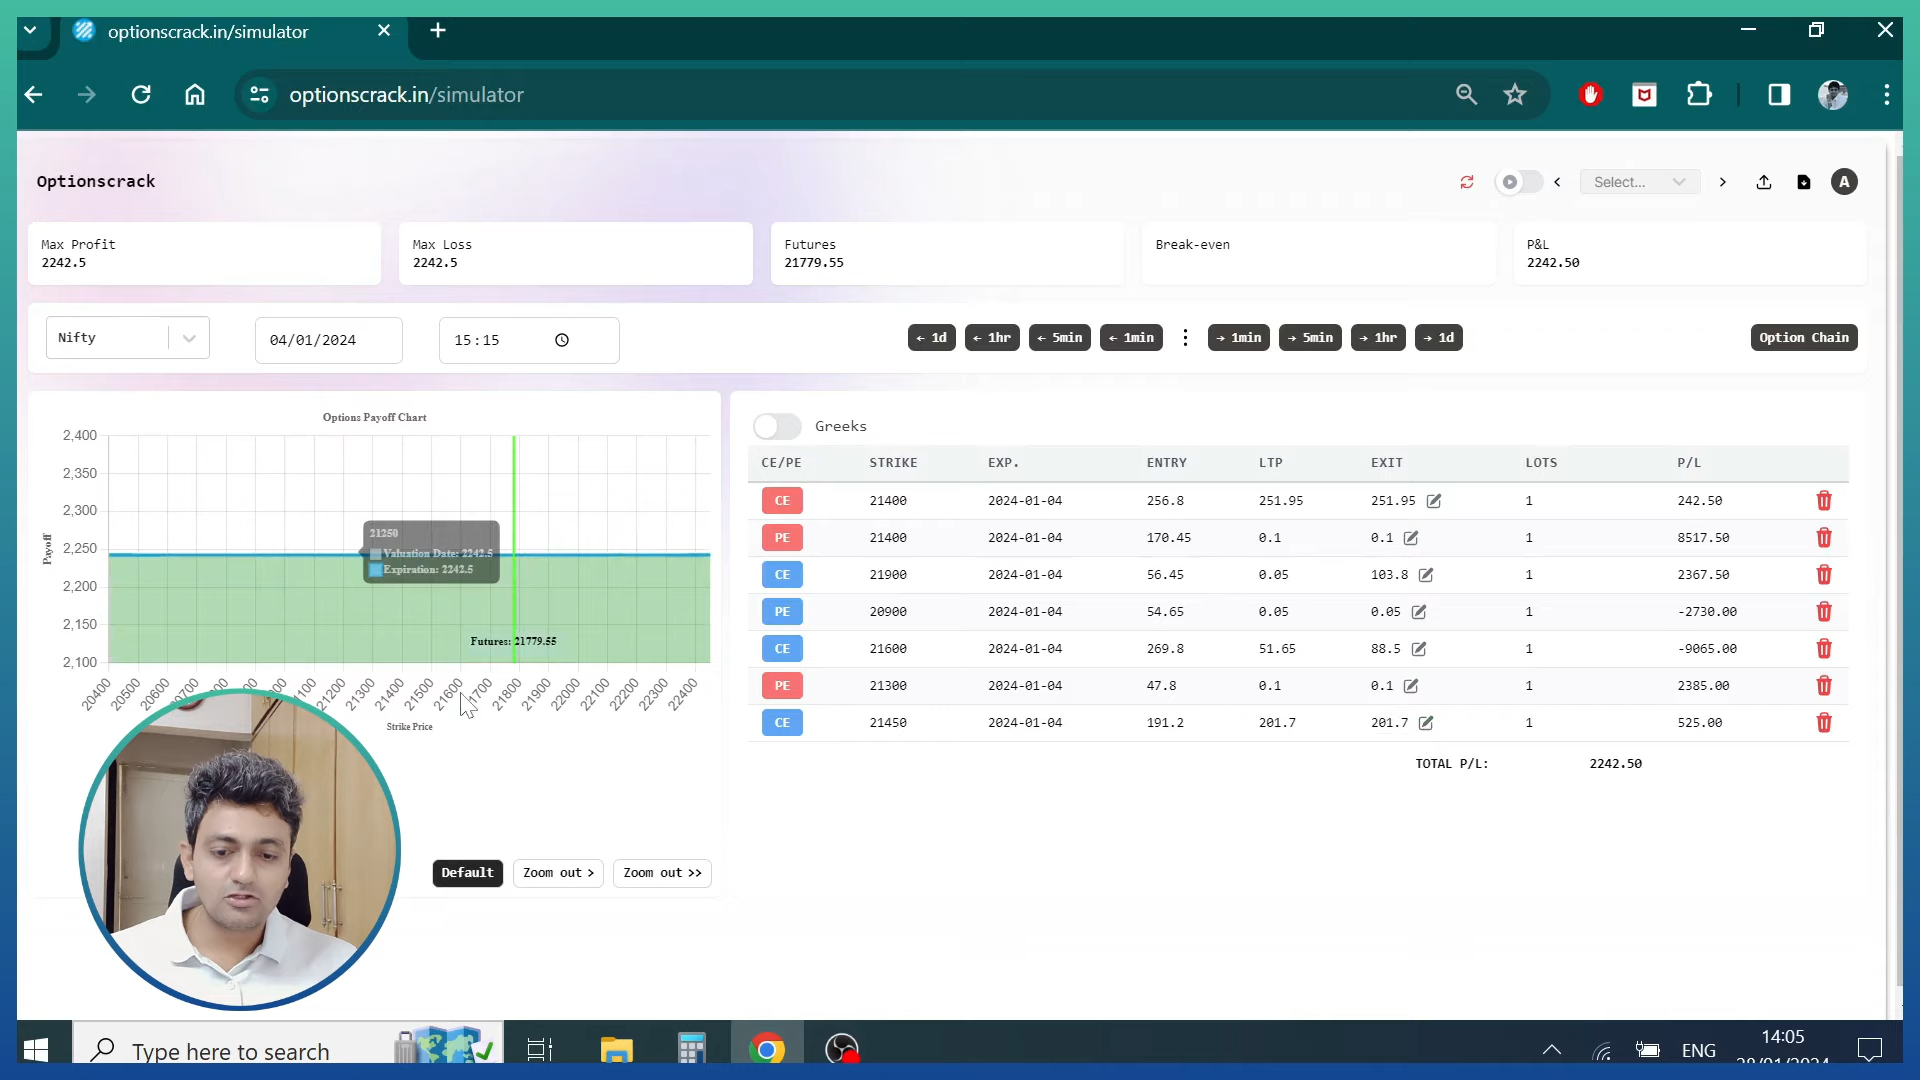 optionscrack.in/simulator
optionscrack.in/simulator
Optionscrack
Select...
A
Max Profit
2242.5
Max Loss
2242.5
Futures
21779.55
Break-even
P&L
2242.50
Nifty
04/01/2024
15:15
← 1d
← 1hr
← 5min
← 1min
→ 1min
→ 5min
→ 1hr
→ 1d
Option Chain
Options Payoff Chart
2,400
2,350
2,300
2,250
2,200
2,150
2,100
Payoff
21250
Valuation Date: 2242.5
Expiration: 2242.5
Futures: 21779.55
20400 20500 20600 21200 21300 21400 21500 21600 21700 21800 21900 22000 22100 22200 22300 22400
Strike Price
Default
Zoom out >
Zoom out >>
Greeks
CE/PE STRIKE EXP. ENTRY LTP EXIT LOTS P/L
CE 21400 2024-01-04 256.8 251.95 251.95 1 242.50
PE 21400 2024-01-04 170.45 0.1 0.1 1 8517.50
CE 21900 2024-01-04 56.45 0.05 103.8 1 2367.50
PE 20900 2024-01-04 54.65 0.05 0.05 1 -2730.00
CE 21600 2024-01-04 269.8 51.65 88.5 1 -9065.00
PE 21300 2024-01-04 47.8 0.1 0.1 1 2385.00
CE 21450 2024-01-04 191.2 201.7 201.7 1 525.00
TOTAL P/L: 2242.50
Type here to search
ENG
14:05